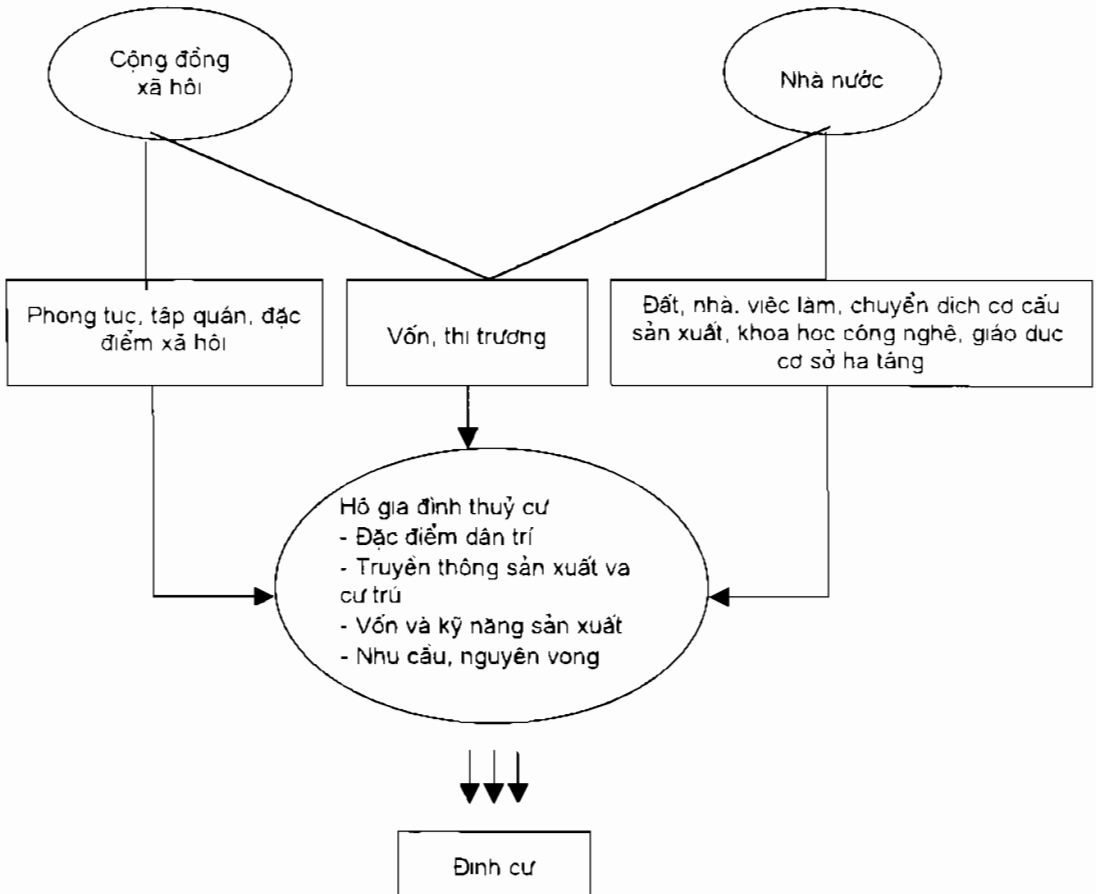 Cộng đồng
xã hôi
Nhà nước
Phong tuc, tâp quán, đặc
điểm xã hôi
Vốn, thi trương
Đất, nhà. viêc làm, chuyển dich cơ cấu
sản xuất, khoa hoc công nghê, giáo duc
cơ sở ha tầng
Hô gia đình thuỷ cư
- Đặc điểm dân trí
- Truyền thông sản xuất va
cư trú
- Vốn và kỹ năng sản xuất
- Nhu cầu, nguyên vong
Đinh cư